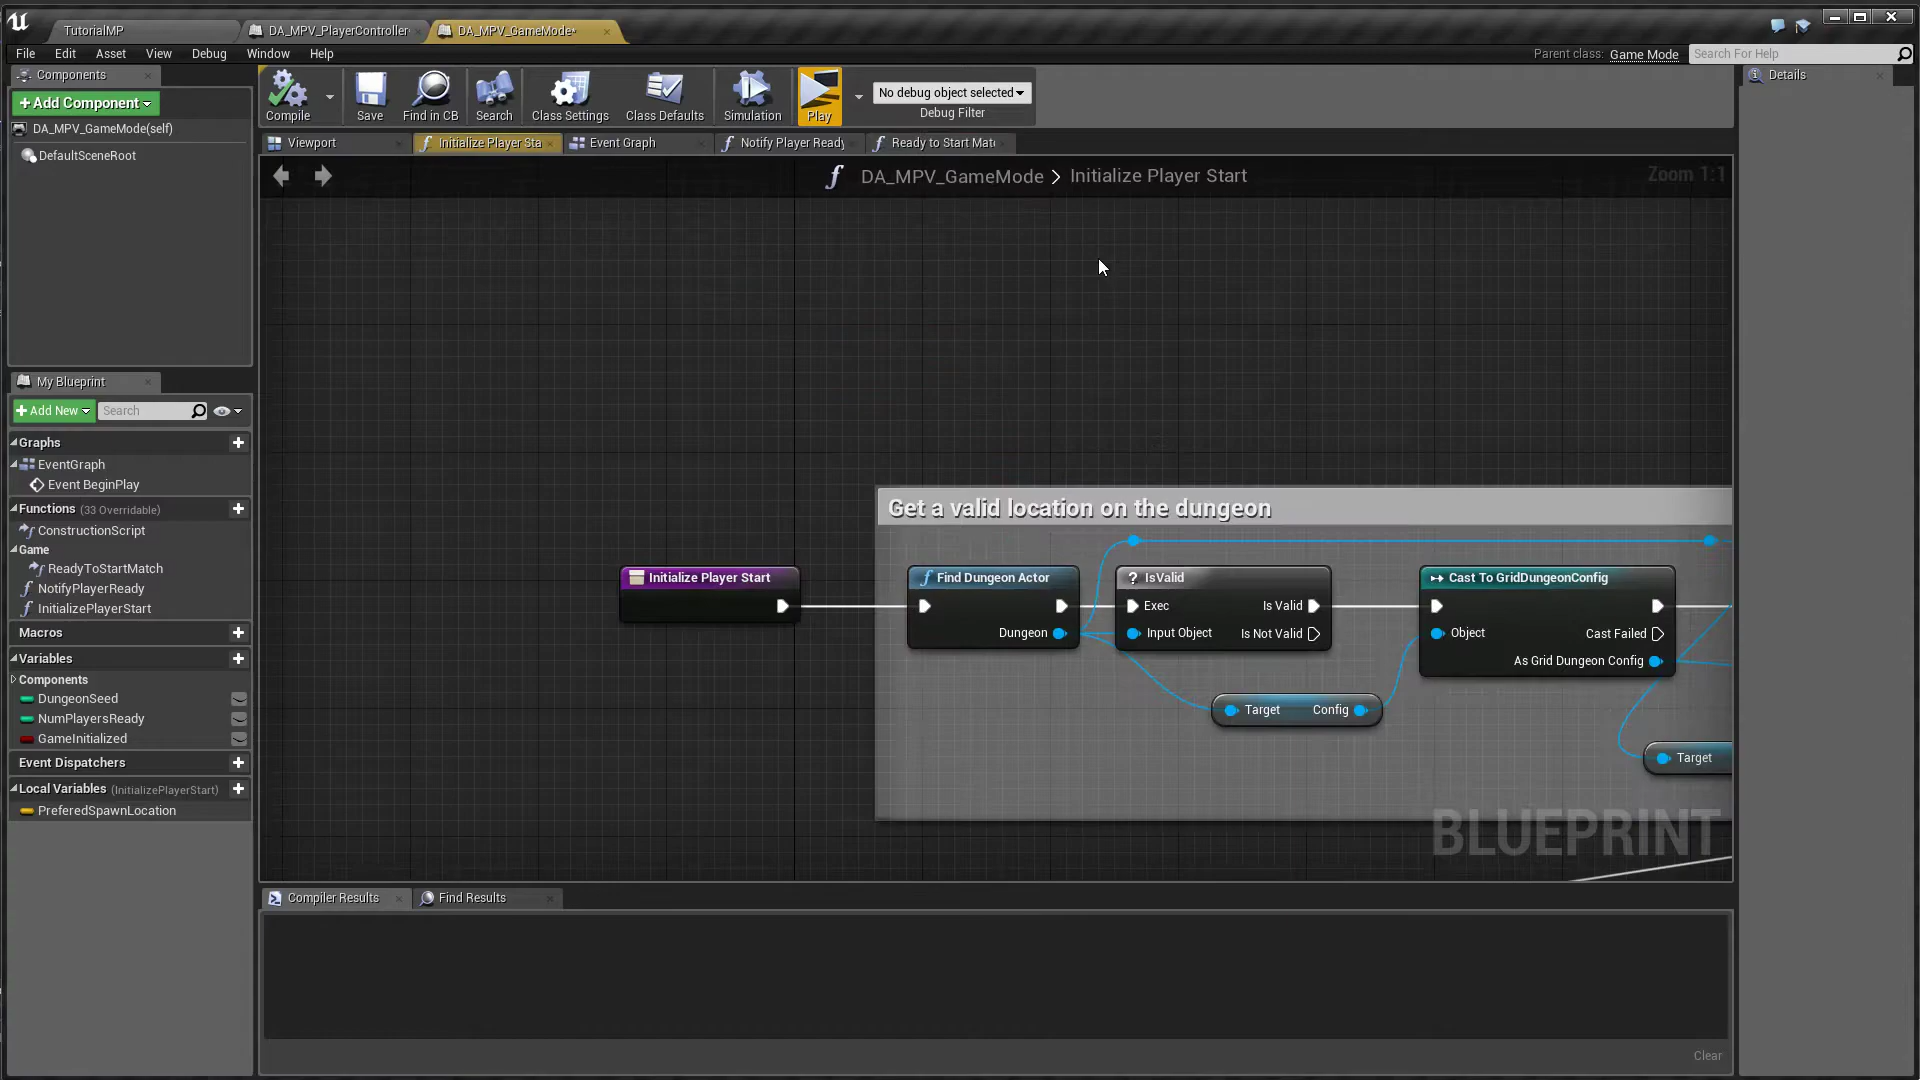 TutorialMP
DA_MPV_PlayerController
DA_MPV_GameMode*
File Edit Asset View Debug Window Help
Parent class: Game Mode
Search For Help
Components
Details
+Add Component
DA_MPV_GameMode(self)
DefaultSceneRoot
Compile
Save
Find in CB
Search
Class Settings
Class Defaults
Simulation
Play
No debug object selected
Debug Filter
Viewport
Initialize Player Sta
Event Graph
Notify Player Ready
Ready to Start Mat
DA_MPV_GameMode > Initialize Player Start
Zoom 1:1
My Blueprint
+Add New
Search
Graphs
EventGraph
Event BeginPlay
Functions (33 Overridable)
ConstructionScript
Game
ReadyToStartMatch
NotifyPlayerReady
InitializePlayerStart
Macros
Variables
Components
DungeonSeed
NumPlayersReady
GameInitialized
Event Dispatchers
Local Variables (InitializePlayerStart)
PreferedSpawnLocation
Get a valid location on the dungeon
Initialize Player Start
Find Dungeon Actor
Dungeon
? IsValid
Exec Is Valid
Input Object Is Not Valid
Cast To GridDungeonConfig
Object Cast Failed
As Grid Dungeon Config
Target Config
Target
BLUEPRINT
Compiler Results
Find Results
Clear